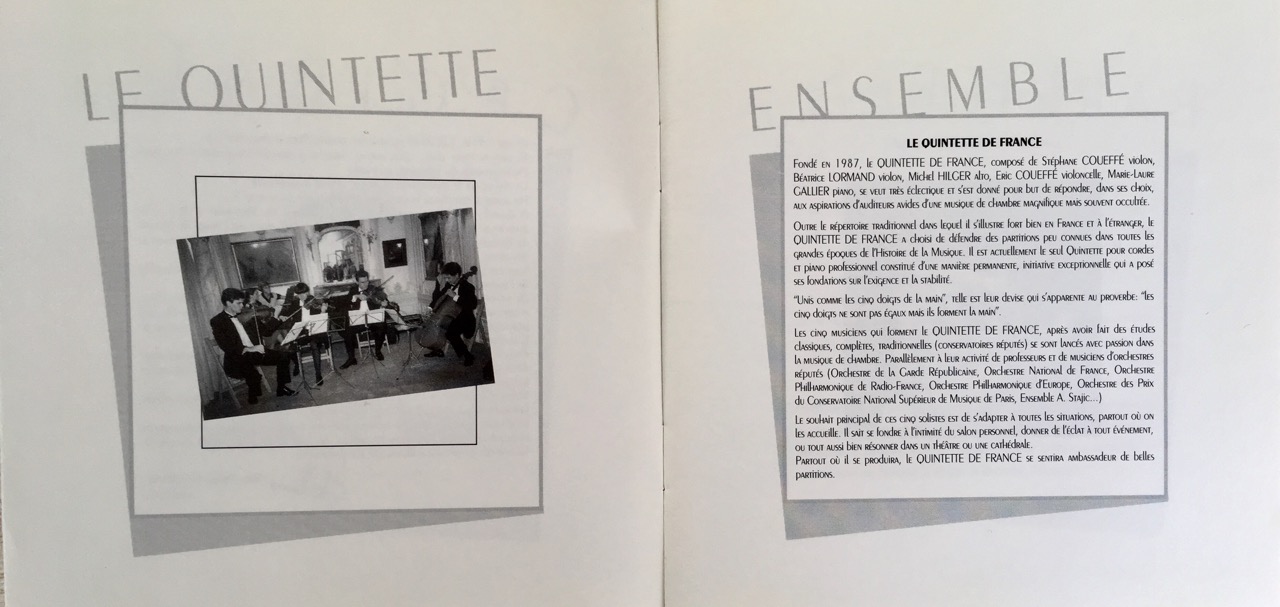 LE QUINTETTE
ENSEMBLE
LE QUINTETTE DE FRANCE
Fondé en 1987, le QUINTETTE DE FRANCE, composé de Stéphane COUEFFÉ violon,
Béatrice LORMAND violon, Michel HILGER alto, Eric COUEFFÉ violoncelle, Marie-Laure
GALLIER piano, se veut très éclectique et s'est donné pour but de répondre, dans ses choix,
aux aspirations d'auditeurs avides d'une musique de chambre magnifique mais souvent occultée.
Outre le répertoire traditionnel dans lequel il s'illustre fort bien en France et à l'étranger, le
QUINTETTE DE FRANCE a choisi de défendre des partitions peu connues dans toutes les
grandes époques de l'Histoire de la Musique. Il est actuellement le seul Quintette pour cordes
et piano professionnel constitué d'une manière permanente, initiative exceptionnelle qui a posé
ses fondations sur l'exigence et la stabilité.
"Unis comme les cinq doigts de la main", telle est leur devise qui s'apparente au proverbe: "les
cinq doigts ne sont pas égaux mais ils forment la main".
Les cinq musiciens qui forment le QUINTETTE DE FRANCE, après avoir fait des études
classiques, complètes, traditionnelles (conservatoires réputés) se sont lancés avec passion dans
la musique de chambre. Parallèlement à leur activité de professeurs et de musiciens d'orchestres
réputés (Orchestre de la Garde Républicaine, Orchestre National de France, Orchestre
Philharmonique de Radio-France, Orchestre Philharmonique d'Europe, Orchestre des Prix
du Conservatoire National Supérieur de Musique de Paris, Ensemble A. Stajic...)
Le souhait principal de ces cinq solistes est de s'adapter à toutes les situations, partout où on
les accueille. Il sait se fondre à l'intimité du salon personnel, donner de l'éclat à tout événement,
ou tout aussi bien résonner dans un théâtre ou une cathédrale.
Partout où il se produira, le QUINTETTE DE FRANCE se sentira ambassadeur de belles
partitions.